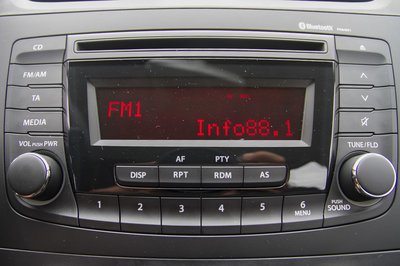 Bluetooth
CD
FM/AM
TA
MEDIA
VOL PUSH PWR
FM1
Info88.1
AF PTY
DISP RPT RDM AS
TUNE/FLD
PUSH SOUND
1 2 3 4 5 6 MENU